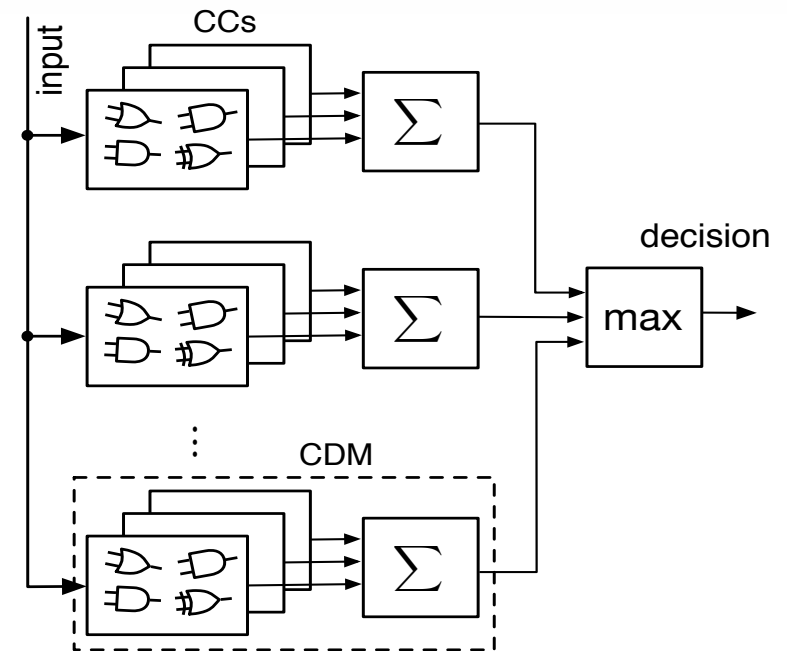 CCs
input
Σ
decision
Σ
max
⋮
CDM
Σ